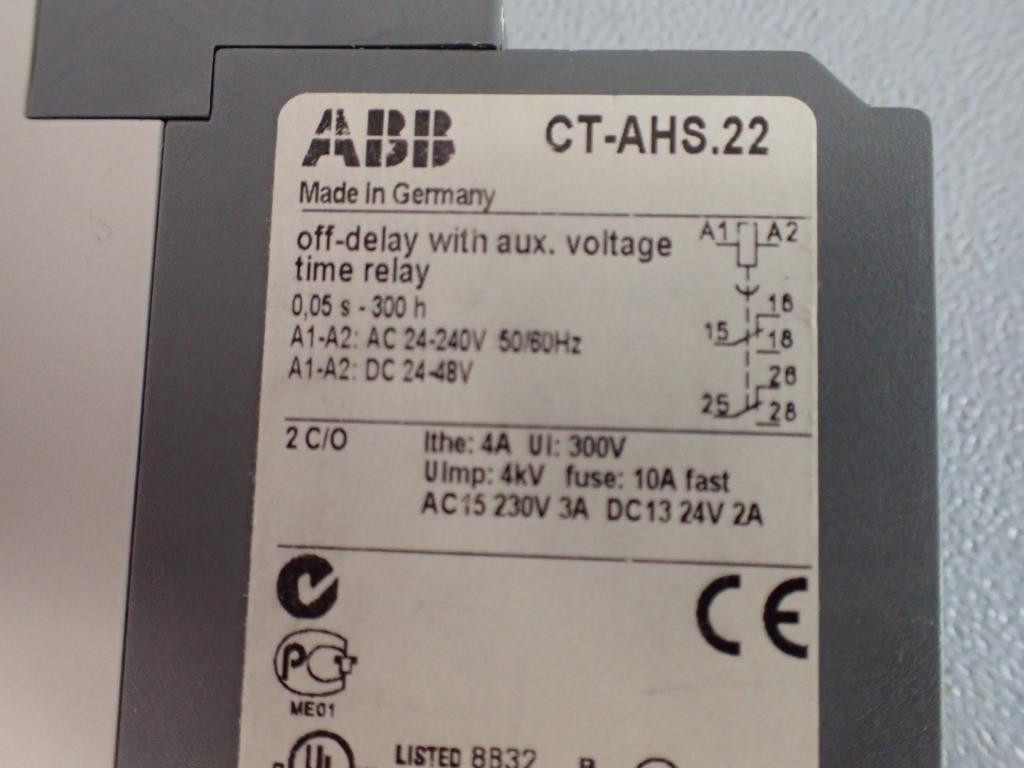 ABB CT-AHS.22
Made in Germany
off-delay with aux. voltage
time relay
0,05 s - 300 h
A1-A2: AC 24-240V 50/60Hz
A1-A2: DC 24-48V
A1 A2
16
15 18
26
25 28
2 C/O Ithe: 4A Ui: 300V
Uimp: 4kV fuse: 10A fast
AC15 230V 3A DC13 24V 2A
CE
PCT
ME01
UL LISTED 8B32